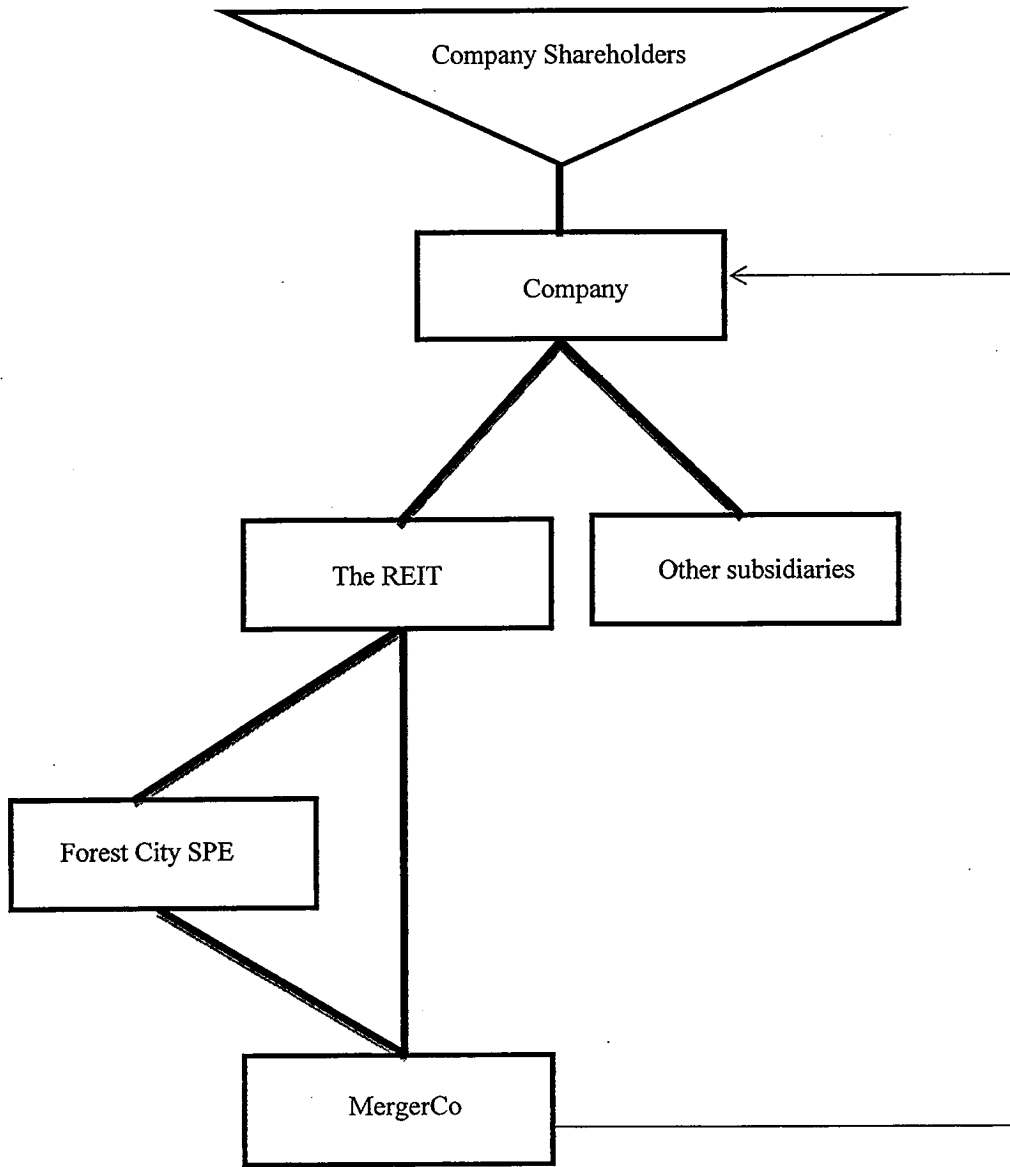 Company Shareholders
Company
The REIT
Other subsidiaries
Forest City SPE
MergerCo